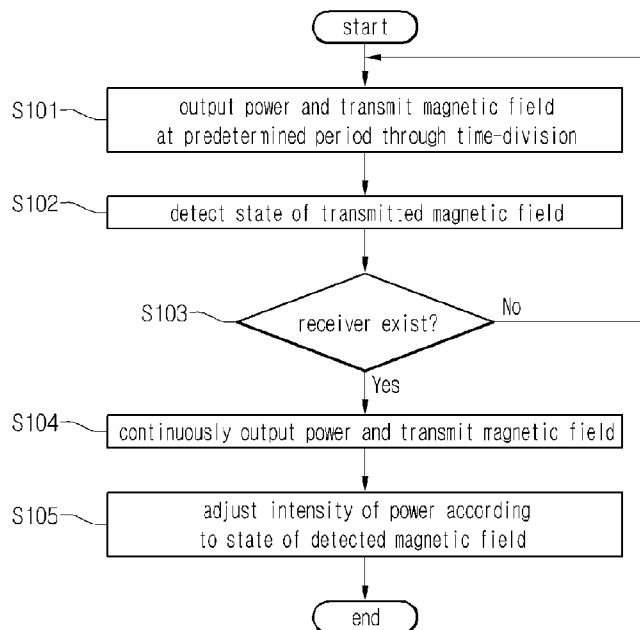 start
S101
output power and transmit magnetic field
at predetermined period through time-division
S102
detect state of transmitted magnetic field
S103
receiver exist?
No
Yes
S104
continuously output power and transmit magnetic field
S105
adjust intensity of power according
to state of detected magnetic field
end